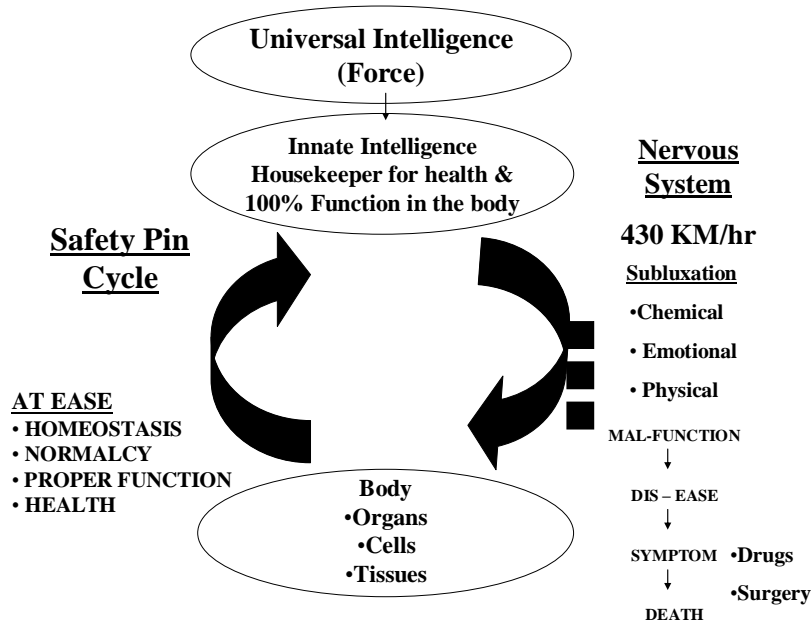 Universal Intelligence
(Force)
Innate Intelligence
Housekeeper for health &
100% Function in the body
Nervous
System
430 KM/hr
Safety Pin
Cycle
Subluxation
•Chemical
• Emotional
• Physical
AT EASE
• HOMEOSTASIS
• NORMALCY
• PROPER FUNCTION
• HEALTH
MAL-FUNCTION
DIS – EASE
SYMPTOM
•Drugs
•Surgery
DEATH
Body
•Organs
•Cells
•Tissues